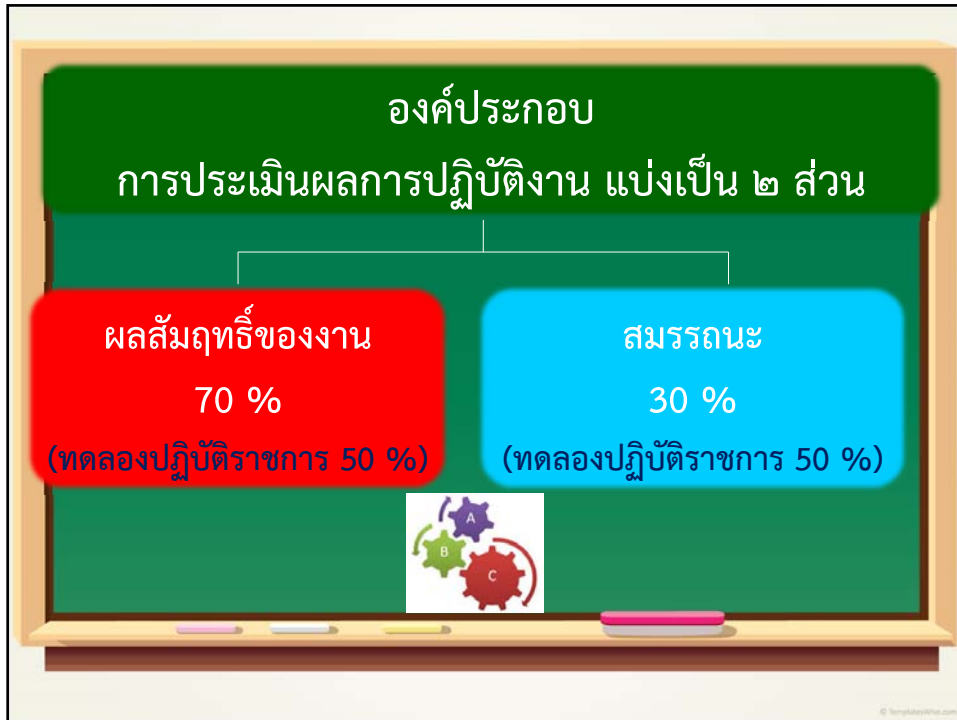 องค์ประกอบ
การประเมินผลการปฏิบัติงาน แบ่งเป็น ๒ ส่วน
ผลสัมฤทธิ์ของงาน
70 %
(ทดลองปฏิบัติราชการ 50 %)
สมรรถนะ
30 %
(ทดลองปฏิบัติราชการ 50 %)
A
B
C
© TemplatesWise.com